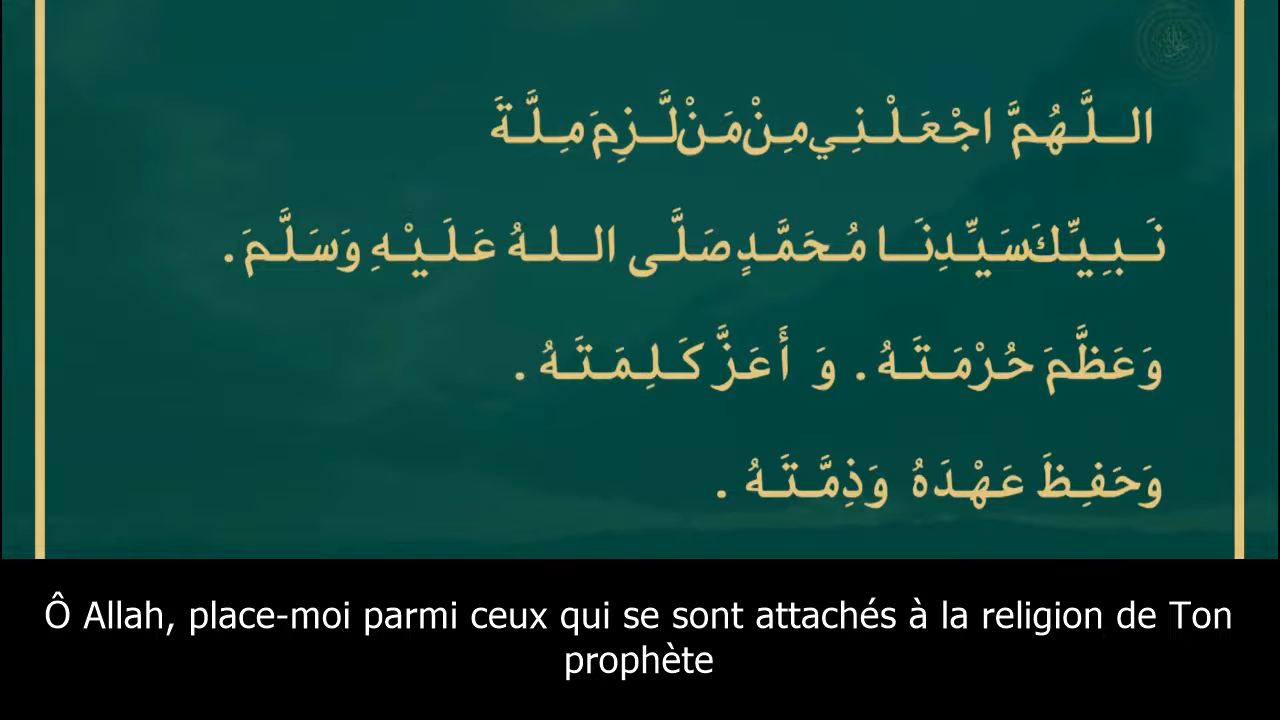 اللَّهُمَّ اجْعَلْنِي مِنْ مَنْ لَّزِمَ مِلَّةَ
نَبِيِّكَ سَيِّدِنَا مُحَمَّدٍ صَلَّى اللهُ عَلَيْهِ وَسَلَّمَ .
وَعَظَّمَ حُرْمَتَهُ . وَ أَعَزَّ كَلِمَتَهُ .
وَحَفِظَ عَهْدَهُ وَذِمَّتَهُ .
Ô Allah, place-moi parmi ceux qui se sont attachés à la religion de Ton
prophète